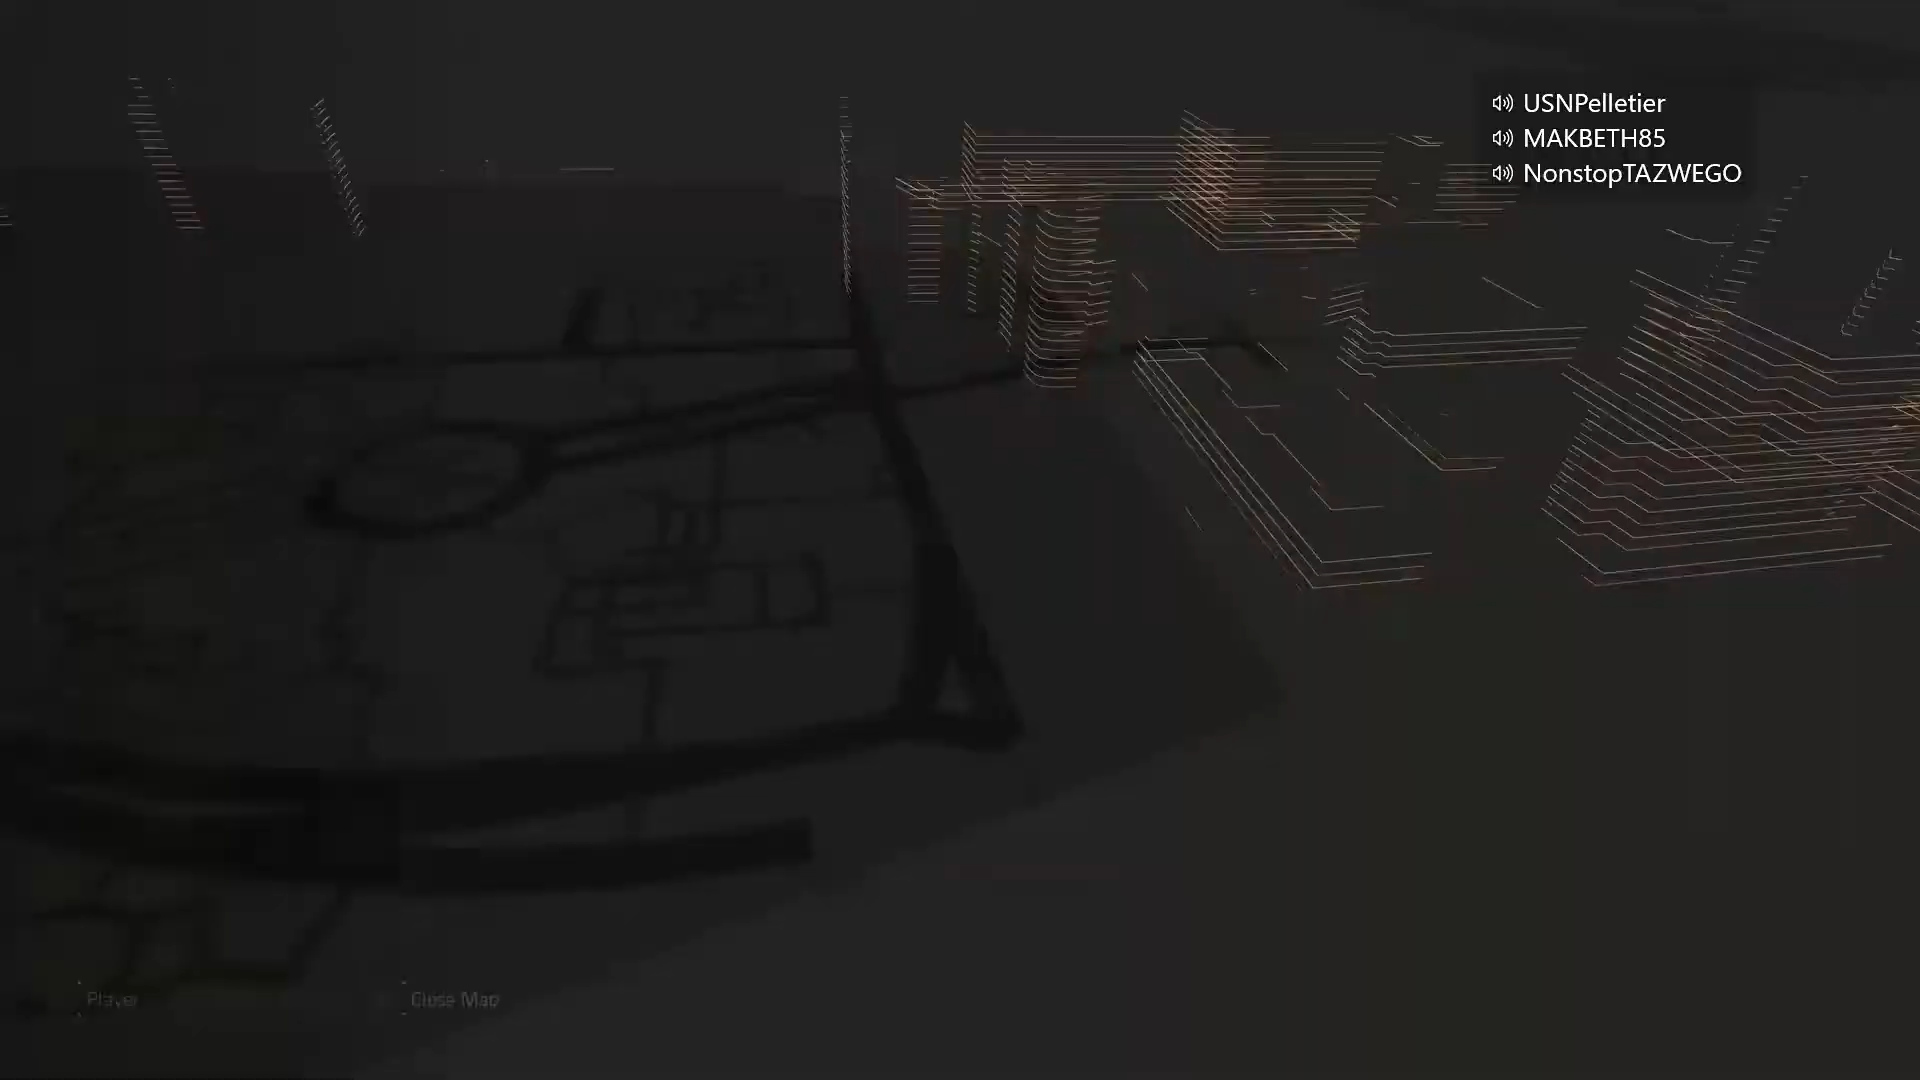 USNPelletier
MAKBETH85
NonstopTAZWEGO
Player
Close Map